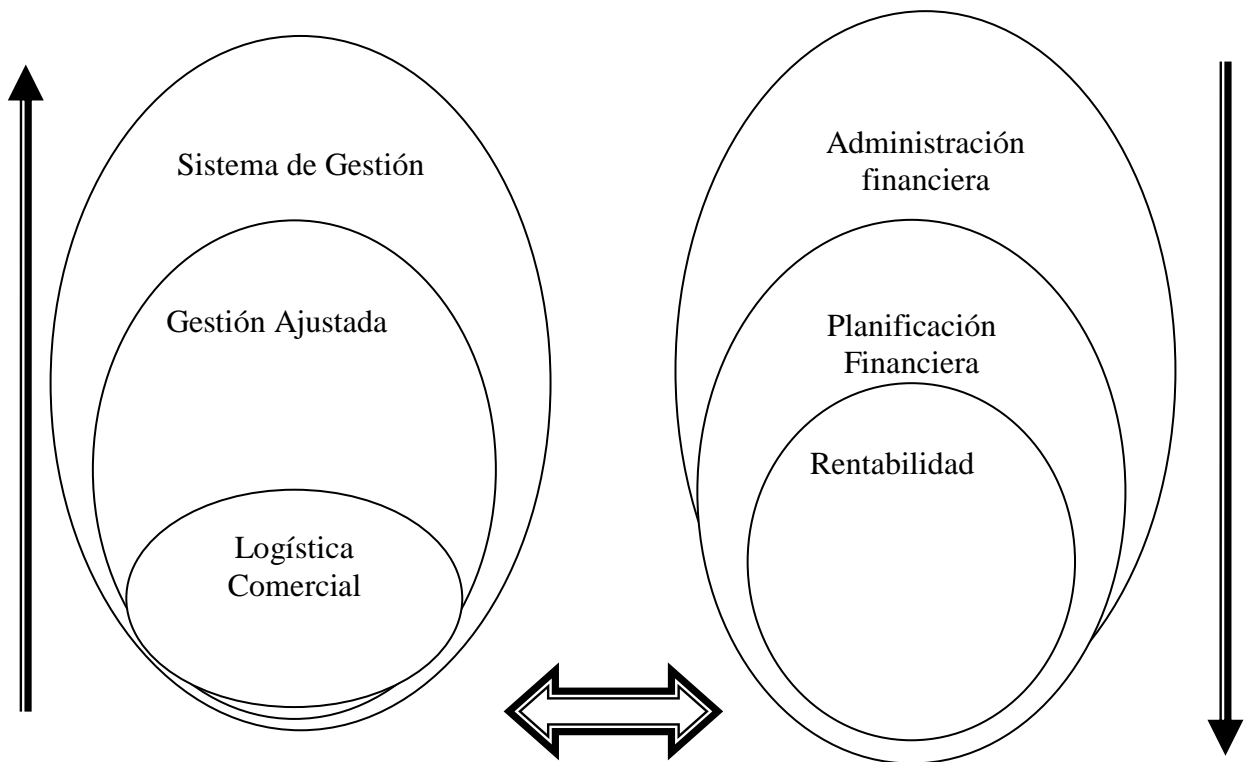 Sistema de Gestión
Gestión Ajustada
Logística
Comercial
Administración
financiera
Planificación
Financiera
Rentabilidad